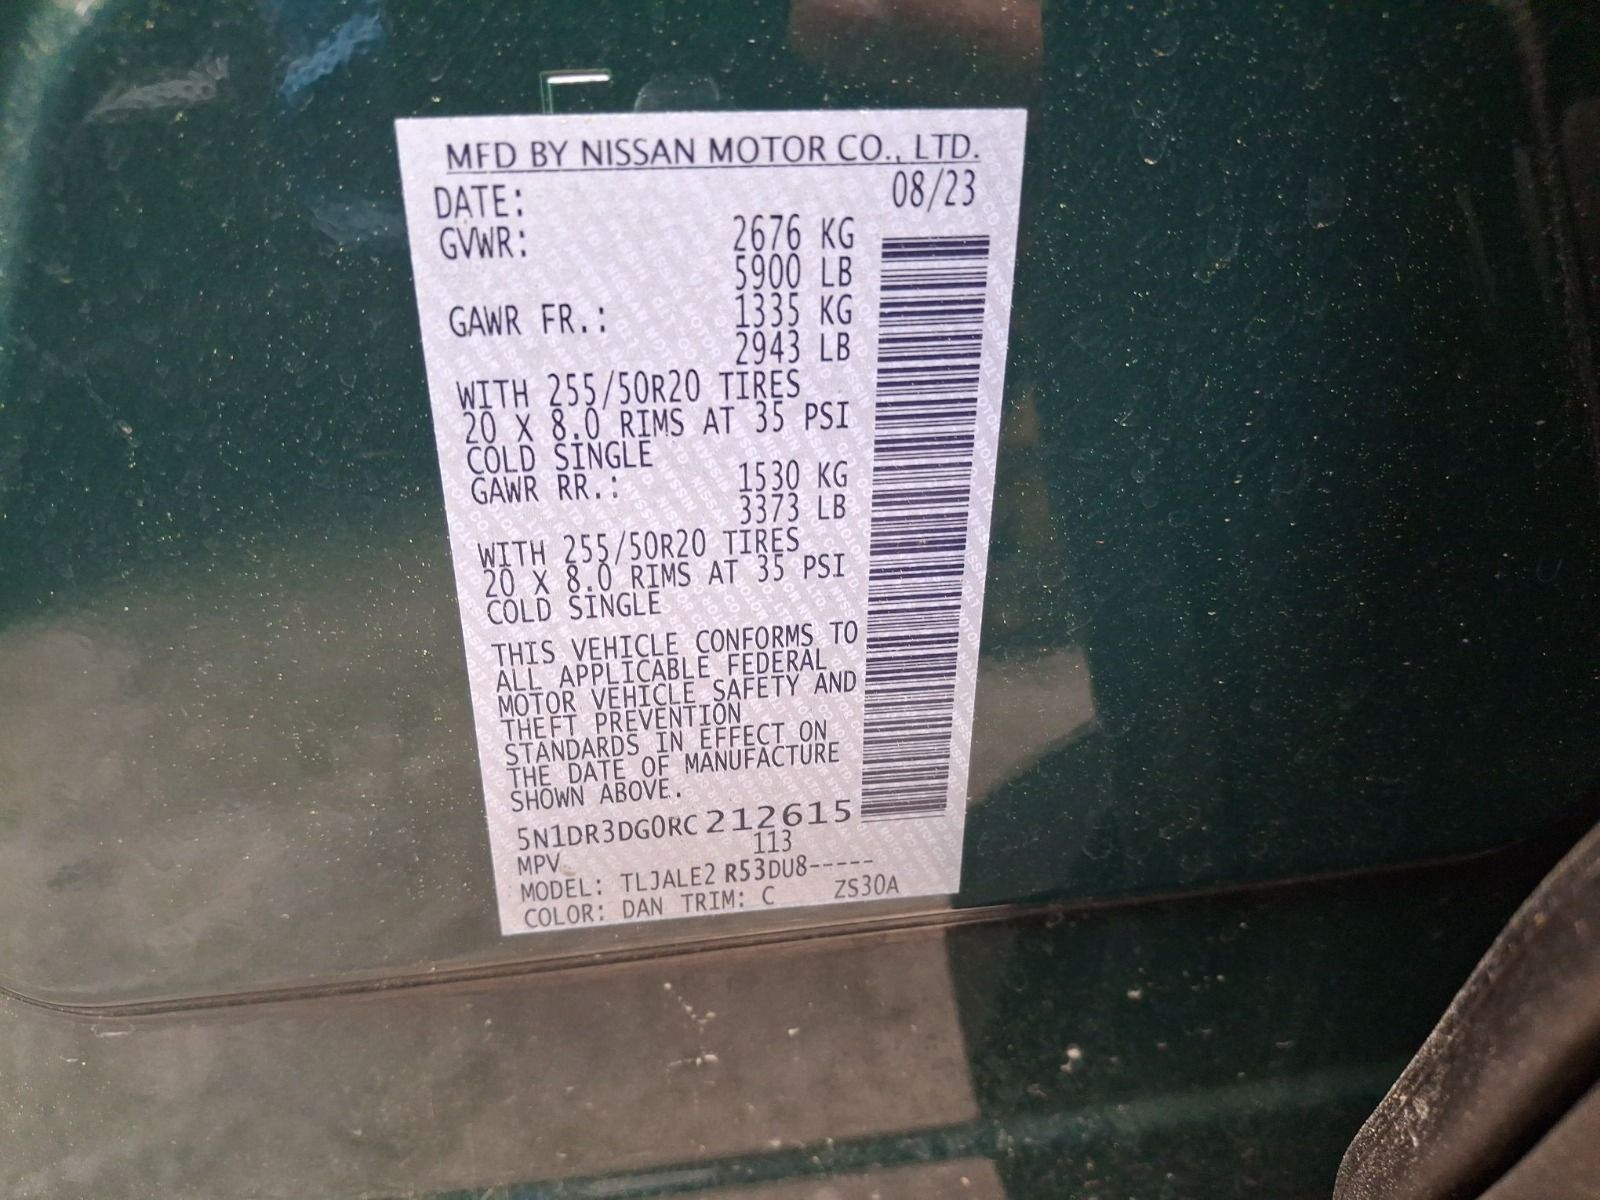 MFD BY NISSAN MOTOR CO., LTD.
DATE: 08/23
GVWR: 2676 KG
5900 LB
GAWR FR.: 1335 KG
2943 LB
WITH 255/50R20 TIRES
20 X 8.0 RIMS AT 35 PSI
COLD SINGLE
GAWR RR.: 1530 KG
3373 LB
WITH 255/50R20 TIRES
20 X 8.0 RIMS AT 35 PSI
COLD SINGLE
THIS VEHICLE CONFORMS TO
ALL APPLICABLE FEDERAL
MOTOR VEHICLE SAFETY AND
THEFT PREVENTION
STANDARDS IN EFFECT ON
THE DATE OF MANUFACTURE
SHOWN ABOVE.
5N1DR3DG0RC212615
MPV 113
MODEL: TLJALE2 R53DU8-----
COLOR: DAN TRIM: C ZS30A